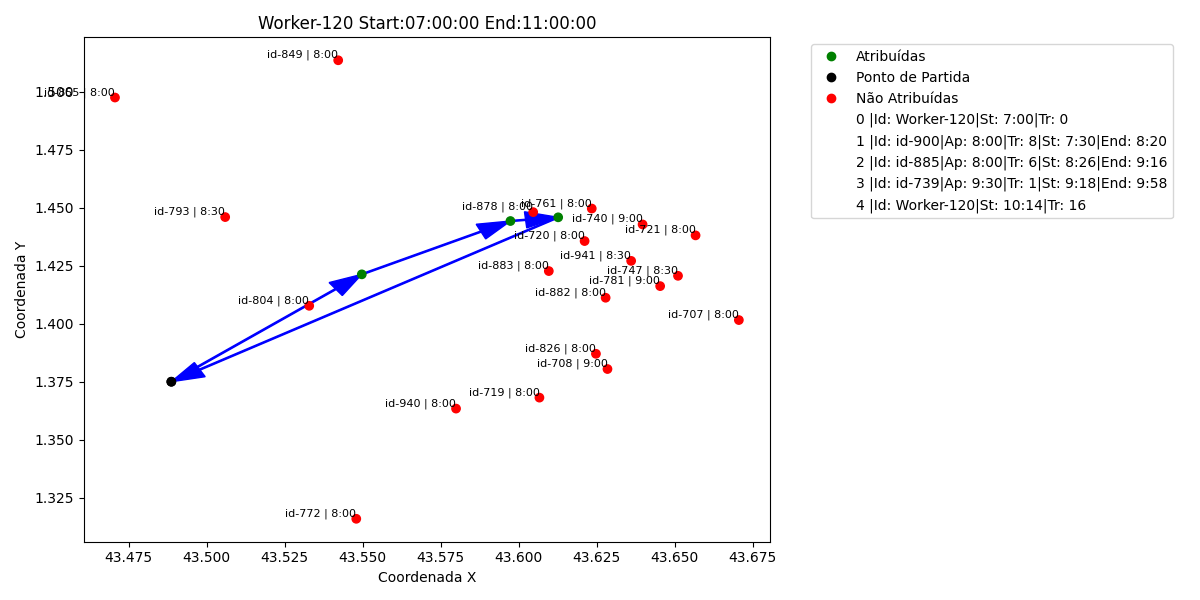 Worker-120 Start:07:00:00 End:11:00:00
Coordenada Y
1.500
1.475
1.450
1.425
1.400
1.375
1.350
1.325
id-849 | 8:00
8:00
id-793 | 8:30
id-878 | 8:00
id-761 | 8:00
id-740 | 9:00
id-721 | 8:00
id-720 | 8:00
id-941 | 8:30
id-883 | 8:00
id-747 | 8:30
id-781 | 9:00
id-882 | 8:00
id-804 | 8:00
id-707 | 8:00
id-826 | 8:00
id-708 | 9:00
id-719 | 8:00
id-940 | 8:00
id-772 | 8:00
43.475 43.500 43.525 43.550 43.575 43.600 43.625 43.650 43.675
Coordenada X
Atribuídas
Ponto de Partida
Não Atribuídas
0 |Id: Worker-120|St: 7:00|Tr: 0
1 |Id: id-900|Ap: 8:00|Tr: 8|St: 7:30|End: 8:20
2 |Id: id-885|Ap: 8:00|Tr: 6|St: 8:26|End: 9:16
3 |Id: id-739|Ap: 9:30|Tr: 1|St: 9:18|End: 9:58
4 |Id: Worker-120|St: 10:14|Tr: 16